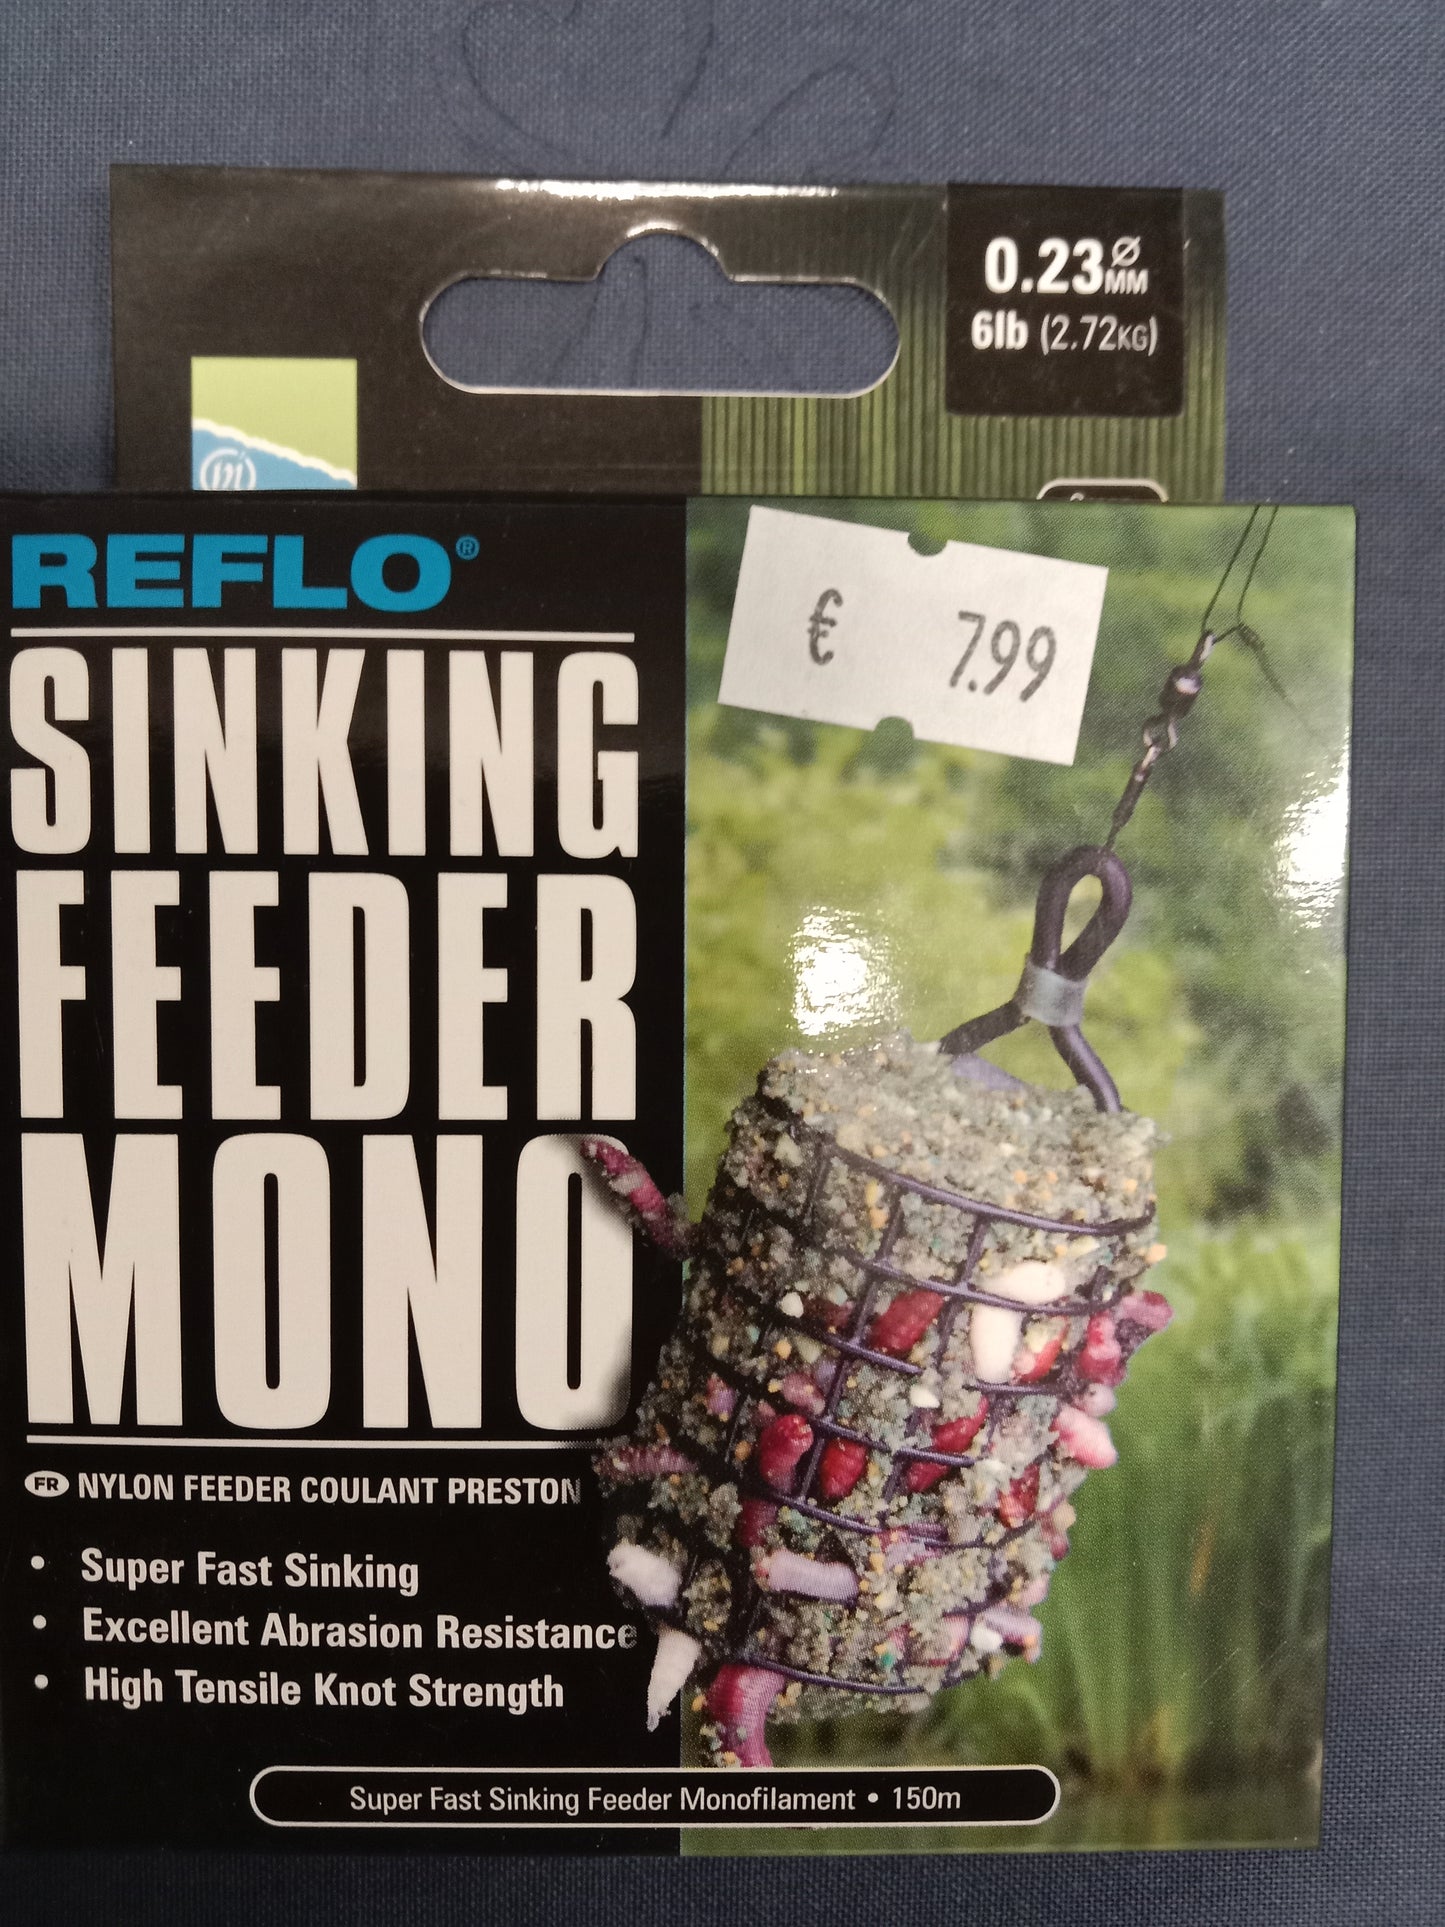 0.23 Ø MM
6lb (2.72KG)
REFLO®
€ 7.99
SINKING
FEEDER
MONO
FR NYLON FEEDER COULANT PRESTON
• Super Fast Sinking
• Excellent Abrasion Resistance
• High Tensile Knot Strength
Super Fast Sinking Feeder Monofilament • 150m